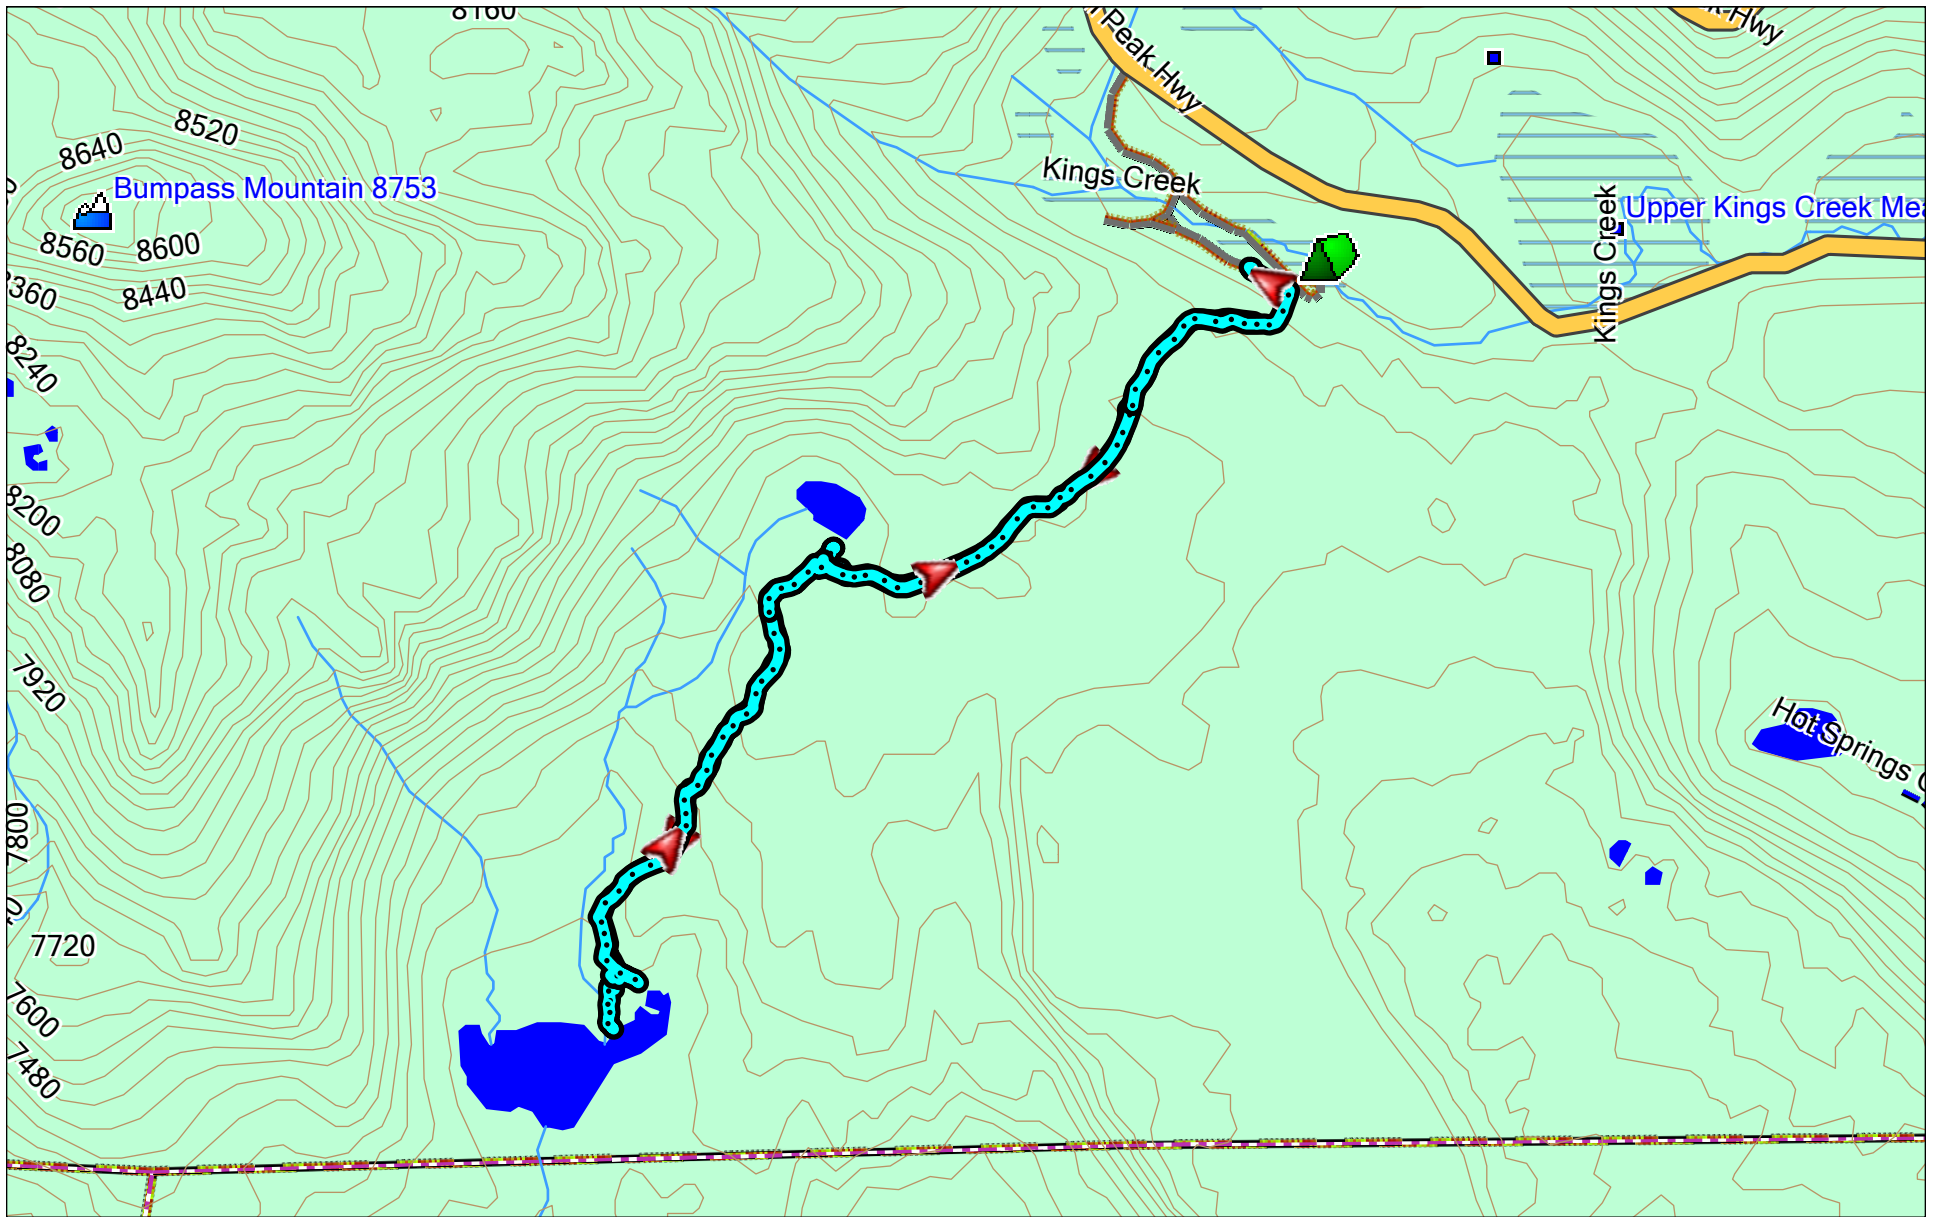 8160
Peak Hwy
k-Hwy
8520
8640
Kings Creek
Bumpass Mountain 8753
Upper Kings Creek Mea
8560
8600
8440
8360
Kings Creek
8240
8200
8080
7920
Hot Springs C
7800
7720
7600
7480